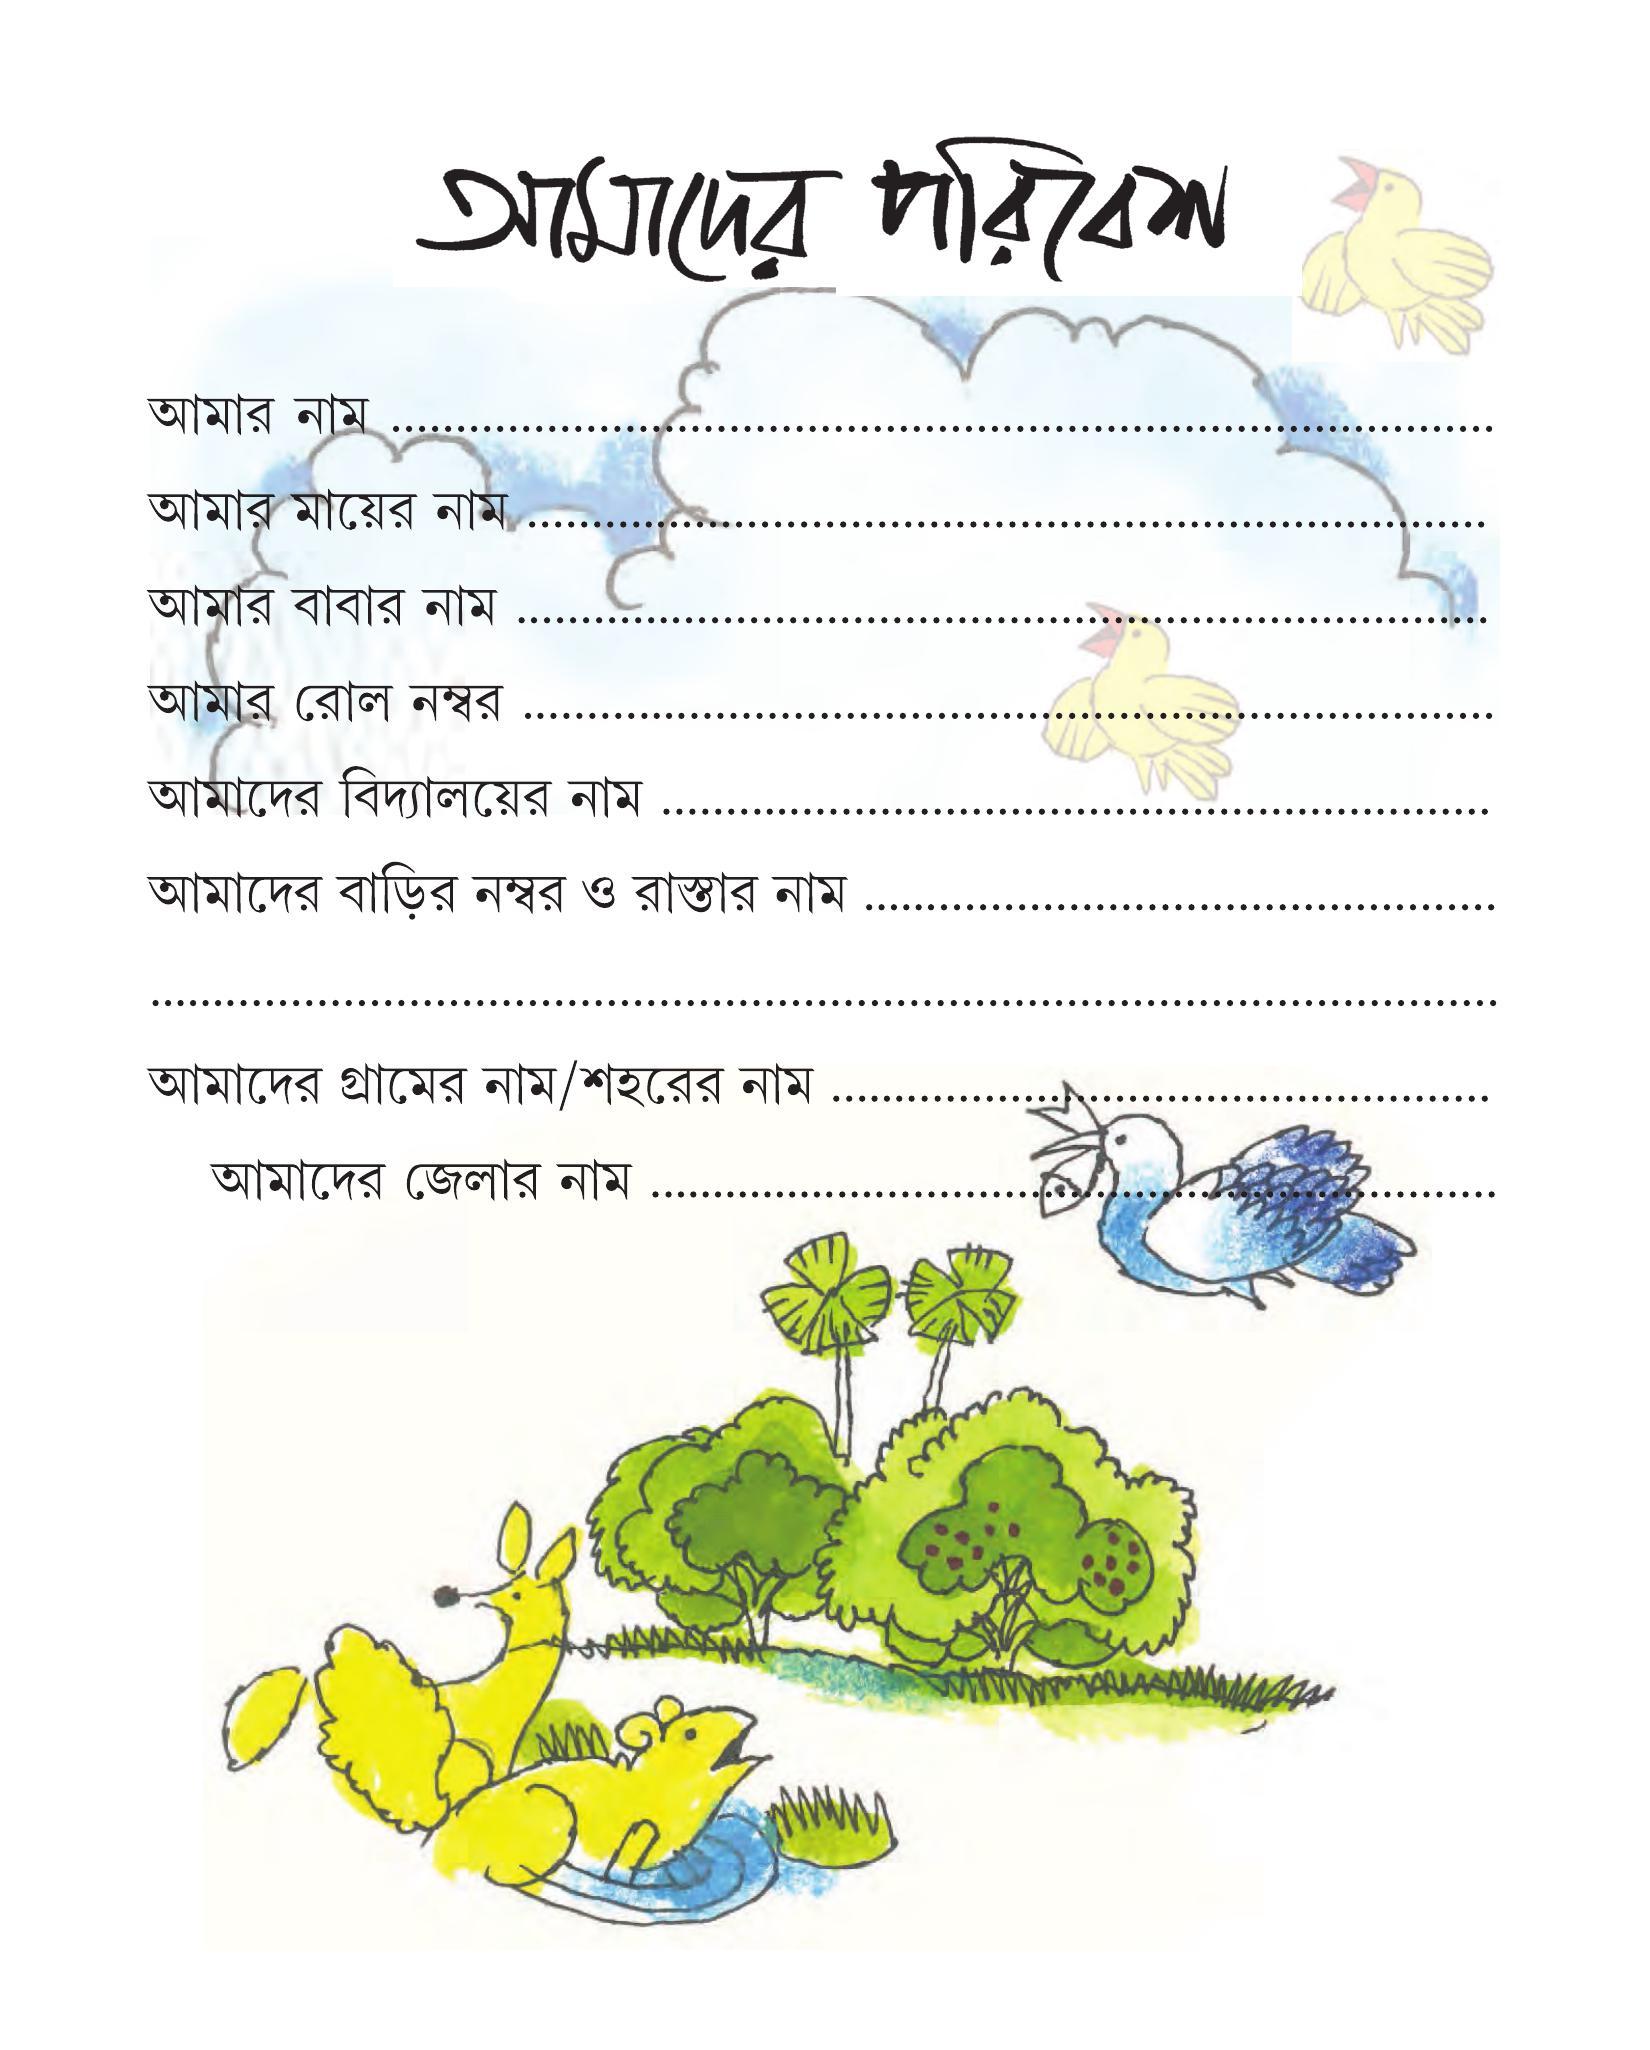 আমাদের পরিবেশ
আমার নাম ........................................................................................
আমার মায়ের নাম .............................................................................
আমার বাবার নাম ..............................................................................
আমার রোল নম্বর ..............................................................................
আমাদের বিদ্যালয়ের নাম ..................................................................
আমাদের বাড়ির নম্বর ও রাস্তার নাম ..................................................
............................................................................................................
আমাদের গ্রামের নাম/শহরের নাম .....................................................
আমাদের জেলার নাম ....................................................................